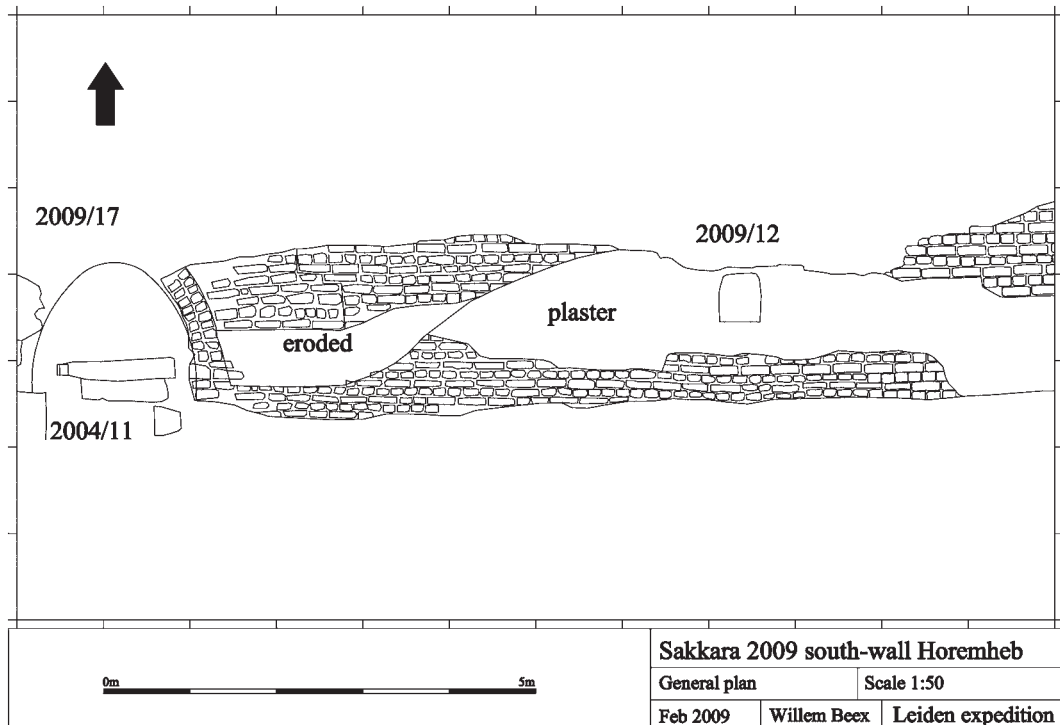 2009/17
2009/12
plaster
eroded
2004/11
0m 5m
Sakkara 2009 south-wall Horemheb
General plan Scale 1:50
Feb 2009 Willem Beex Leiden expedition